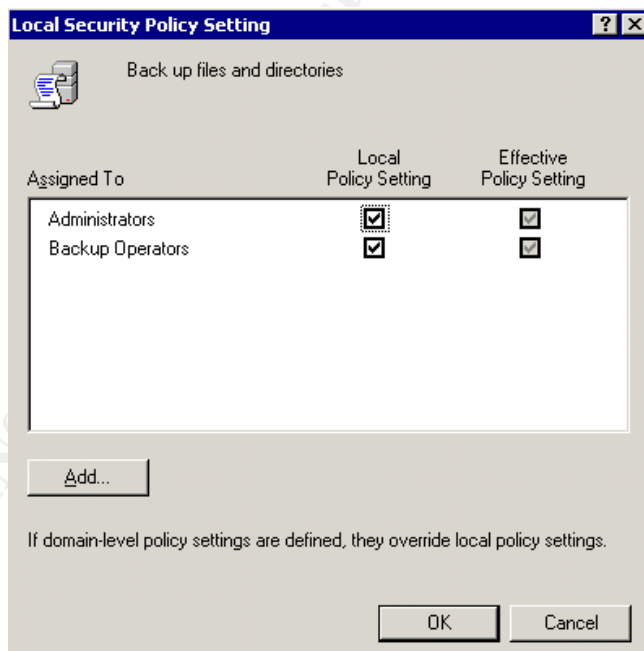 Local Security Policy Setting
Back up files and directories
Assigned To
Local Policy Setting
Effective Policy Setting
Administrators
Backup Operators
Add...
If domain-level policy settings are defined, they override local policy settings.
OK
Cancel